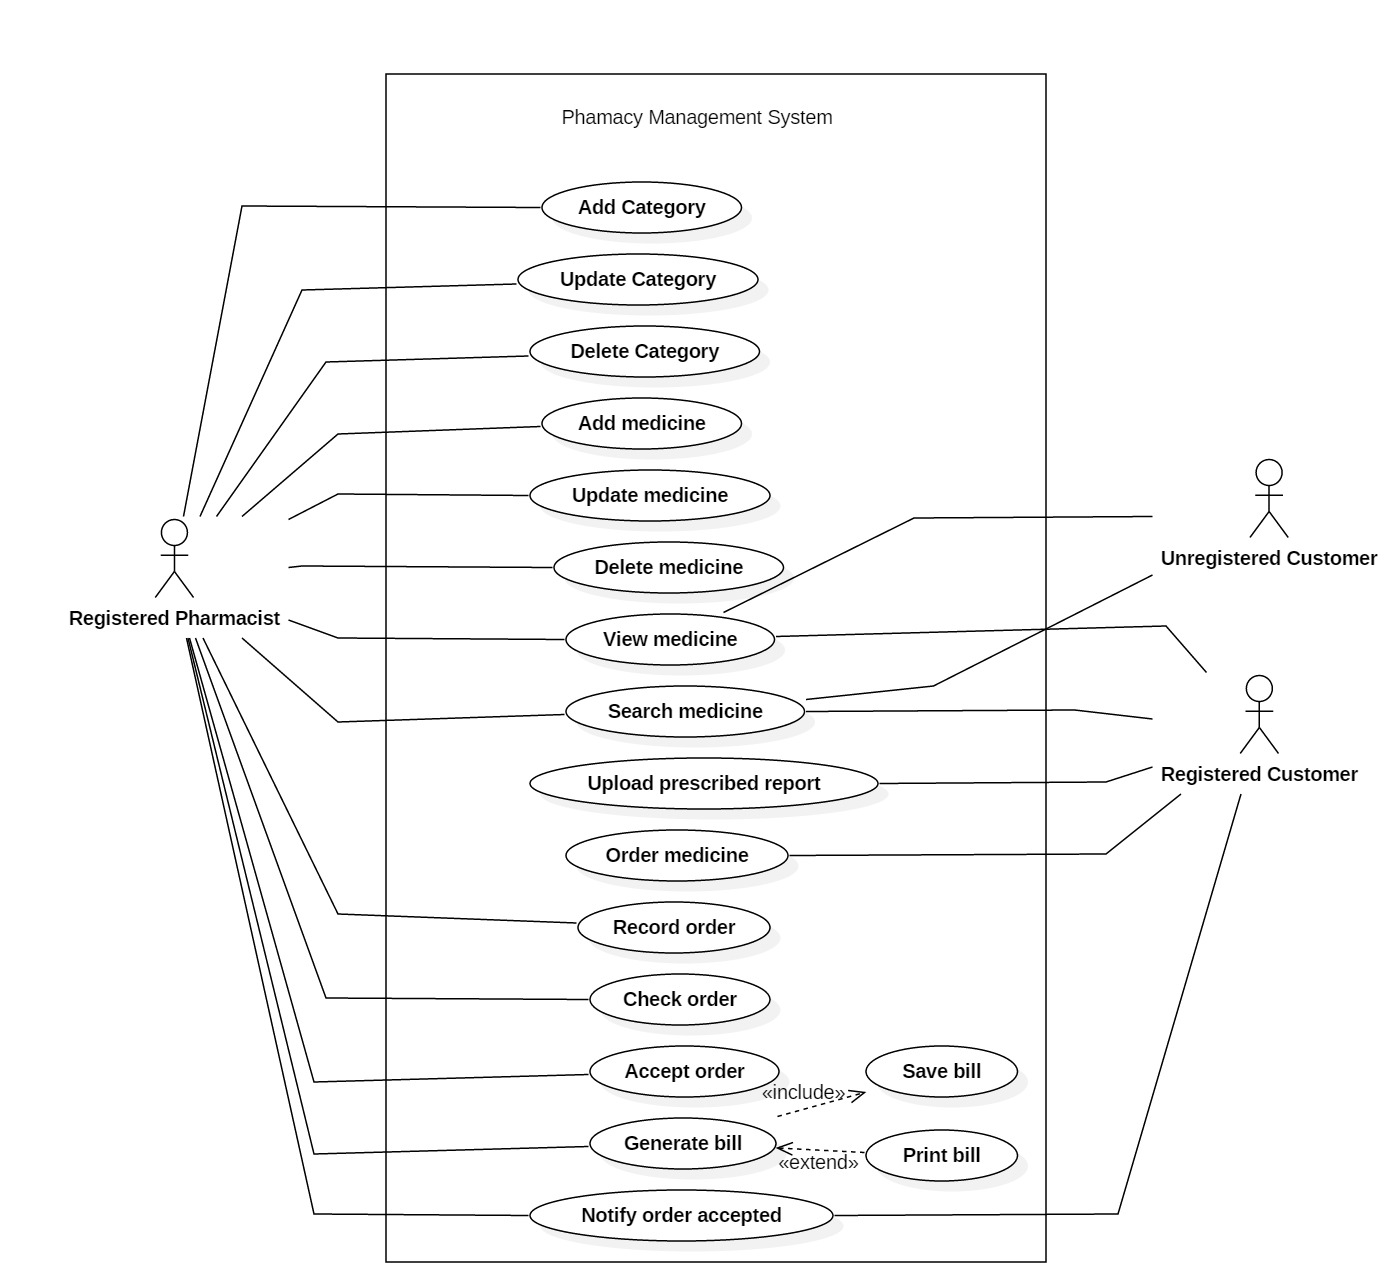 Phamacy Management System
Add Category
Update Category
Delete Category
Add medicine
Update medicine
Delete medicine
Unregistered Customer
Registered Pharmacist
View medicine
Search medicine
Registered Customer
Upload prescribed report
Order medicine
Record order
Check order
Accept order
Save bill
«include»
Generate bill
Print bill
«extend»
Notify order accepted